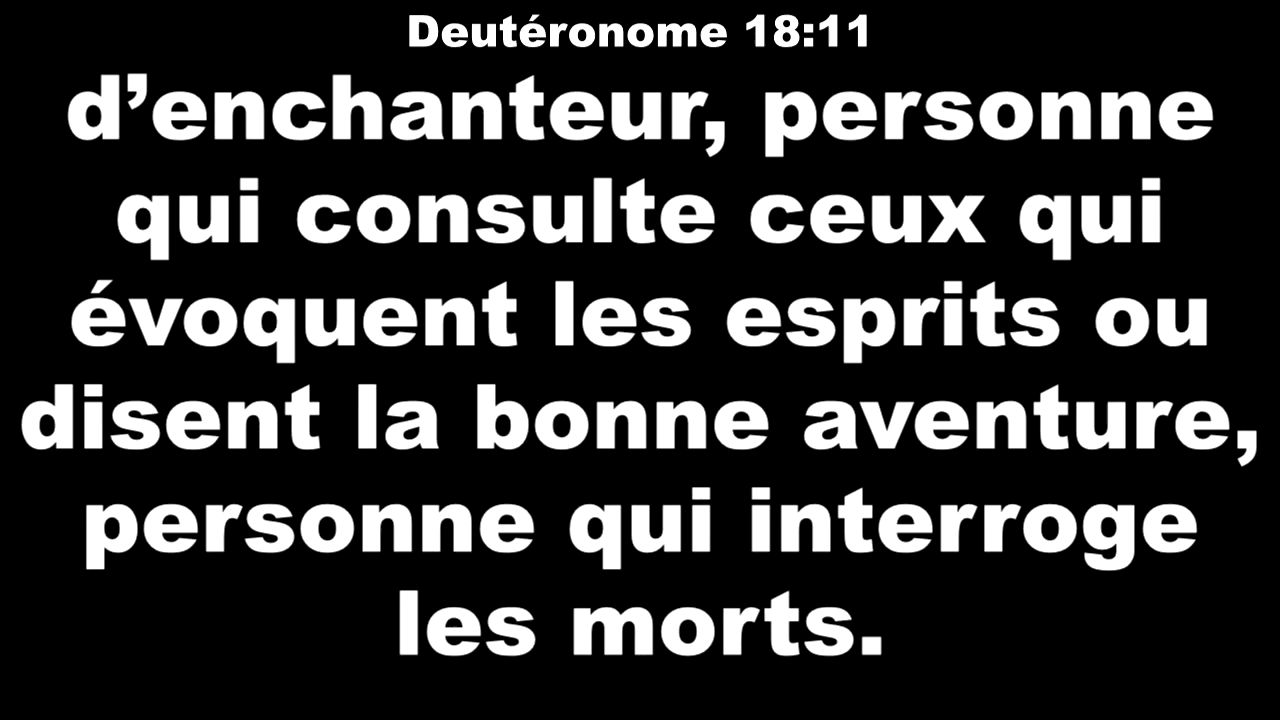 Deutéronome 18:11
d’enchanteur, personne
qui consulte ceux qui
évoquent les esprits ou
disent la bonne aventure,
personne qui interroge
les morts.